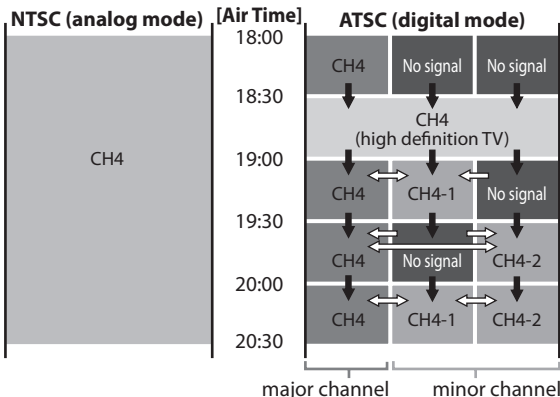 NTSC (analog mode) [Air Time] ATSC (digital mode)
18:00
CH4 No signal No signal
18:30
CH4
(high definition TV)
CH4
19:00
CH4 CH4-1 No signal
19:30
CH4 No signal CH4-2
20:00
CH4 CH4-1 CH4-2
20:30
major channel minor channel